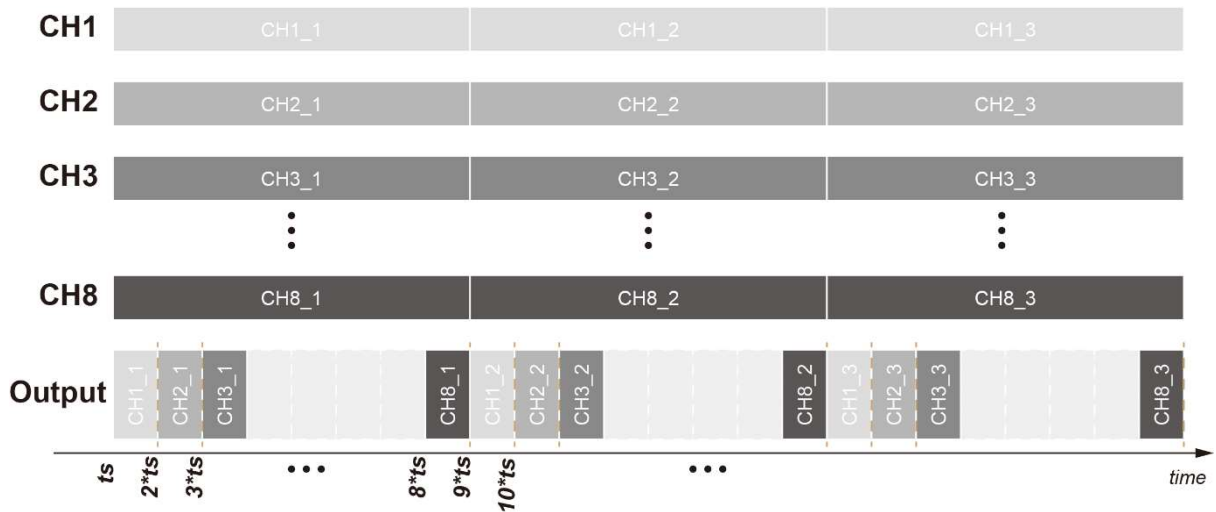 CH1 CH1_1 CH1_2 CH1_3
CH2 CH2_1 CH2_2 CH2_3
CH3 CH3_1 CH3_2 CH3_3
CH8 CH8_1 CH8_2 CH8_3
Output CH1_1 CH2_1 CH3_1 CH8_1 CH1_2 CH2_2 CH3_2 CH8_2 CH1_3 CH2_3 CH3_3 CH8_3
ts 2*ts 3*ts ••• 8*ts 9*ts 10*ts ••• time